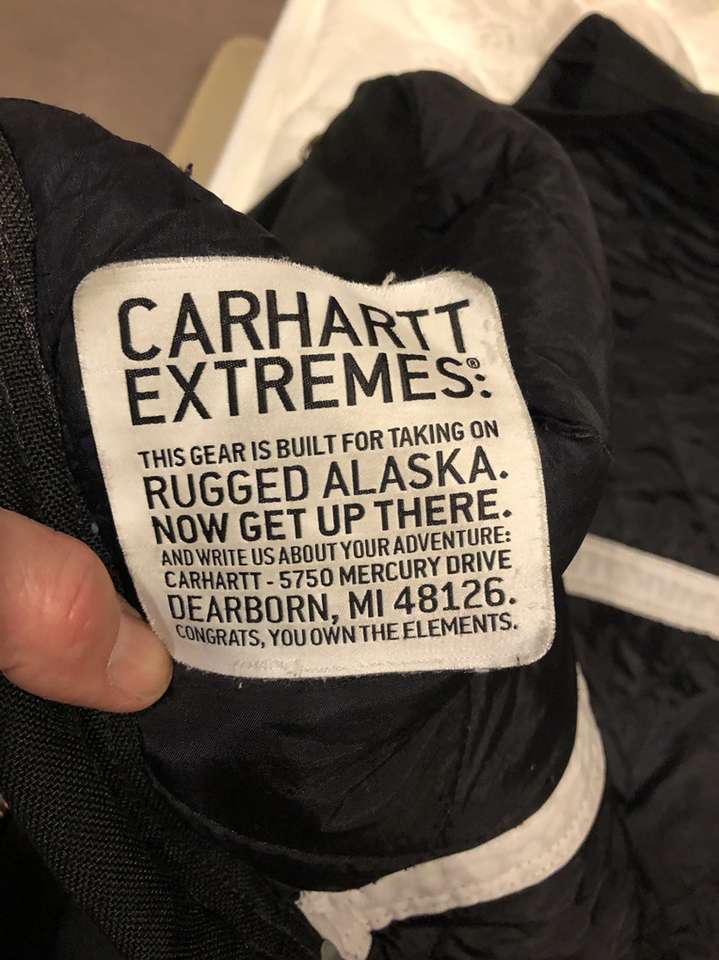 CARHARTT
EXTREMES®:
THIS GEAR IS BUILT FOR TAKING ON
RUGGED ALASKA.
NOW GET UP THERE.
AND WRITE US ABOUT YOUR ADVENTURE:
CARHARTT - 5750 MERCURY DRIVE
DEARBORN, MI 48126.
CONGRATS, YOU OWN THE ELEMENTS.